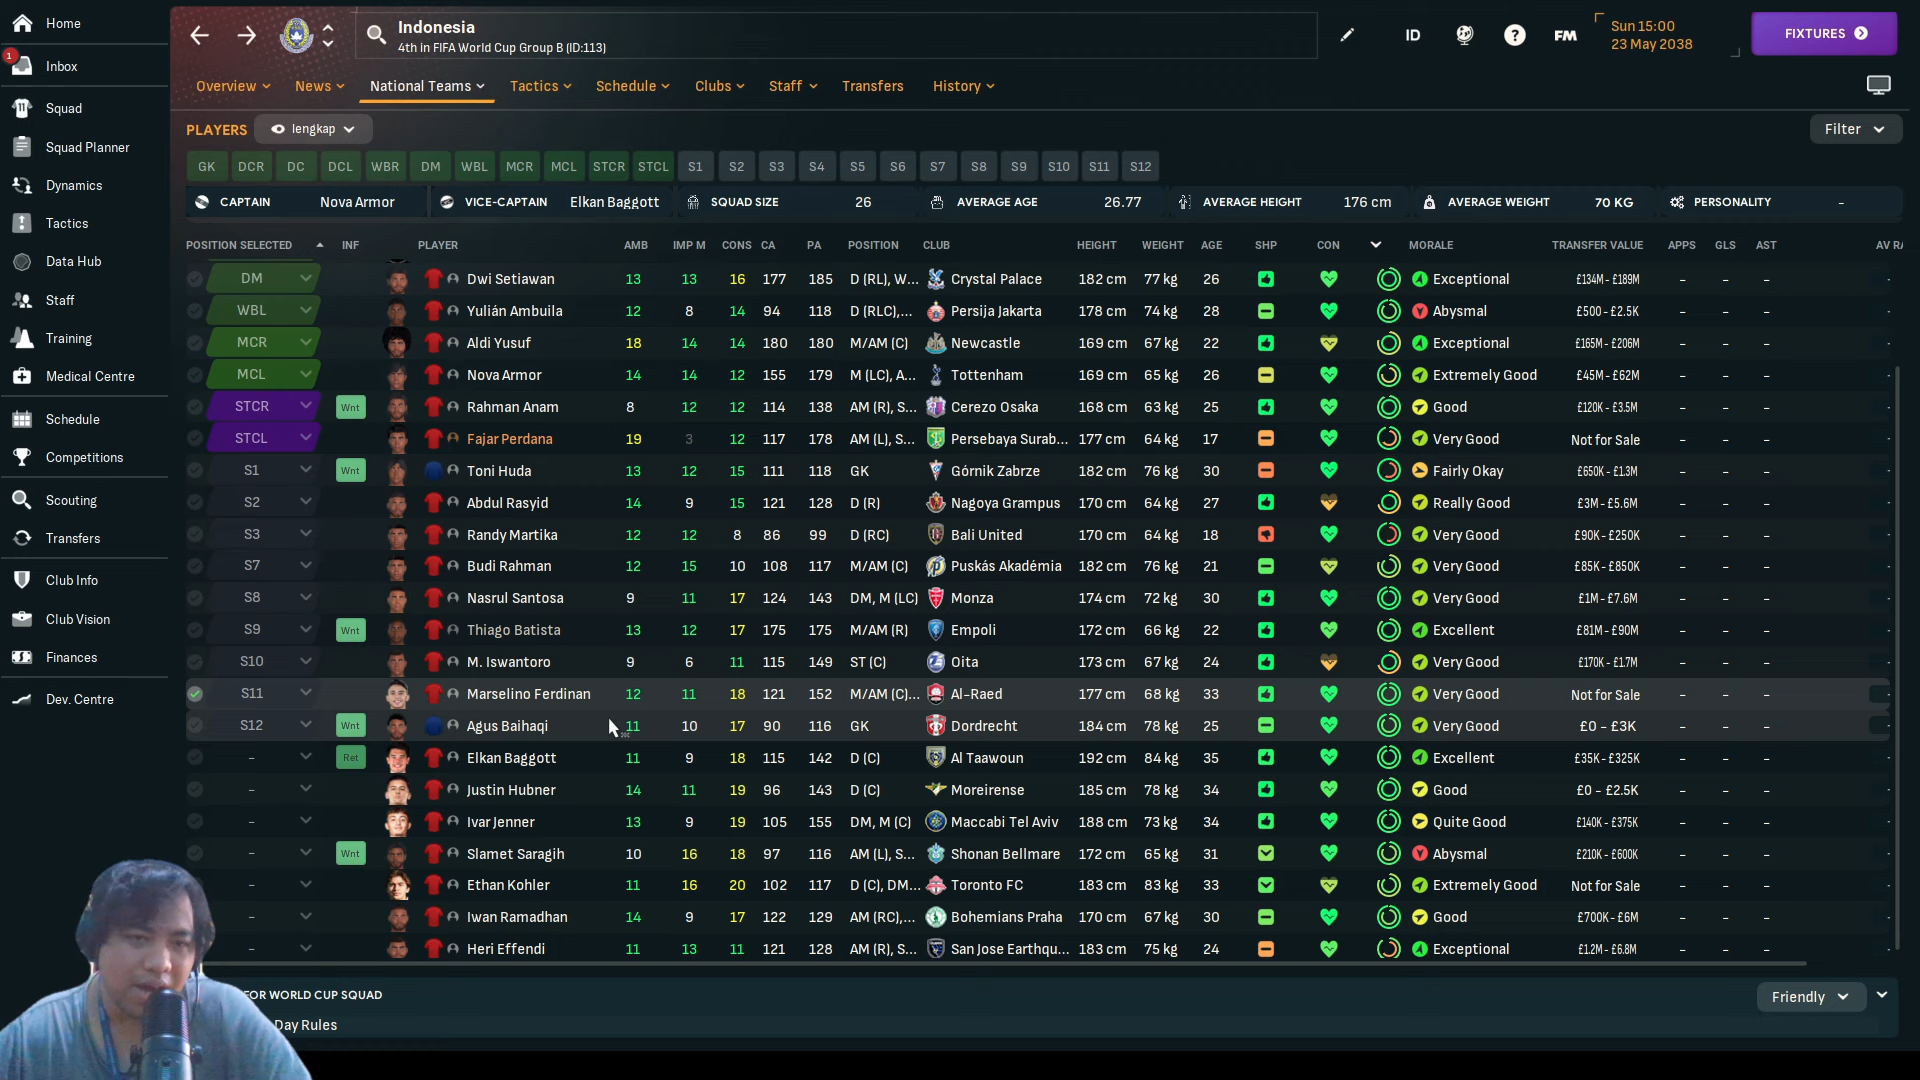 Home
1
Inbox
Squad
Squad Planner
Dynamics
Tactics
Data Hub
Staff
Training
Medical Centre
Schedule
Competitions
Scouting
Transfers
Club Info
Club Vision
Finances
Dev. Centre
Indonesia
4th in FIFA World Cup Group B (ID:113)
ID
?
FM
Sun 15:00
23 May 2038
FIXTURES
Overview News National Teams Tactics Schedule Clubs Staff Transfers History
PLAYERS lengkap Filter
GK DCR DC DCL WBR DM WBL MCR MCL STCR STCL S1 S2 S3 S4 S5 S6 S7 S8 S9 S10 S11 S12
CAPTAIN Nova Armor VICE-CAPTAIN Elkan Baggott SQUAD SIZE 26 AVERAGE AGE 26.77 AVERAGE HEIGHT 176 cm AVERAGE WEIGHT 70 KG PERSONALITY -
POSITION SELECTED INF PLAYER AMB IMP M CONS CA PA POSITION CLUB HEIGHT WEIGHT AGE SHP CON MORALE TRANSFER VALUE APPS GLS AST AV RA
DM Dwi Setiawan 13 13 16 177 185 D (RL), W... Crystal Palace 182 cm 77 kg 26 Exceptional £134M - £189M - - - -
WBL Yulián Ambuila 12 8 14 94 118 D (RLC),... Persija Jakarta 178 cm 74 kg 28 Abysmal £500 - £2.5K - - - -
MCR Aldi Yusuf 18 14 14 180 180 M/AM (C) Newcastle 169 cm 67 kg 22 Exceptional £165M - £206M - - - -
MCL Nova Armor 14 14 12 155 179 M (LC), A... Tottenham 169 cm 65 kg 26 Extremely Good £45M - £62M - - - -
STCR Wnt Rahman Anam 8 12 12 114 138 AM (R), S... Cerezo Osaka 168 cm 63 kg 25 Good £120K - £3.5M - - - -
STCL Fajar Perdana 19 3 12 117 178 AM (L), S... Persebaya Surab... 177 cm 64 kg 17 Very Good Not for Sale - - - -
S1 Wnt Toni Huda 13 12 15 111 118 GK Górnik Zabrze 182 cm 76 kg 30 Fairly Okay £650K - £1.3M - - - -
S2 Abdul Rasyid 14 9 15 121 128 D (R) Nagoya Grampus 170 cm 64 kg 27 Really Good £3M - £5.6M - - - -
S3 Randy Martika 12 12 8 86 99 D (RC) Bali United 170 cm 64 kg 18 Very Good £90K - £250K - - - -
S7 Budi Rahman 12 15 10 108 117 M/AM (C) Puskás Akadémia 182 cm 76 kg 21 Very Good £85K - £850K - - - -
S8 Nasrul Santosa 9 11 17 124 143 DM, M (LC) Monza 174 cm 72 kg 30 Very Good £1M - £7.6M - - - -
S9 Wnt Thiago Batista 13 12 17 175 175 M/AM (R) Empoli 172 cm 66 kg 22 Excellent £81M - £90M - - - -
S10 M. Iswantoro 9 6 11 115 149 ST (C) Oita 173 cm 67 kg 24 Very Good £170K - £1.7M - - - -
S11 Marselino Ferdinan 12 11 18 121 152 M/AM (C)... Al-Raed 177 cm 68 kg 33 Very Good Not for Sale - - - -
S12 Wnt Agus Baihaqi 11 10 17 90 116 GK Dordrecht 184 cm 78 kg 25 Very Good £0 - £3K - - - -
- Ret Elkan Baggott 11 9 18 115 142 D (C) Al Taawoun 192 cm 84 kg 35 Excellent £35K - £325K - - - -
- Justin Hubner 14 11 19 96 143 D (C) Moreirense 185 cm 78 kg 34 Good £0 - £2.5K - - - -
- Ivar Jenner 13 9 19 105 155 DM, M (C) Maccabi Tel Aviv 188 cm 73 kg 34 Quite Good £140K - £375K - - - -
- Wnt Slamet Saragih 10 16 18 97 116 AM (L), S... Shonan Bellmare 172 cm 65 kg 31 Abysmal £210K - £600K - - - -
- Ethan Kohler 11 16 20 102 117 D (C), DM... Toronto FC 183 cm 83 kg 33 Extremely Good Not for Sale - - - -
- Iwan Ramadhan 14 9 17 122 129 AM (RC),... Bohemians Praha 170 cm 67 kg 30 Good £700K - £6M - - - -
- Heri Effendi 11 13 11 121 128 AM (R), S... San Jose Earthqu... 183 cm 75 kg 24 Exceptional £1.2M - £6.8M - - - -
FOR WORLD CUP SQUAD Friendly
Day Rules